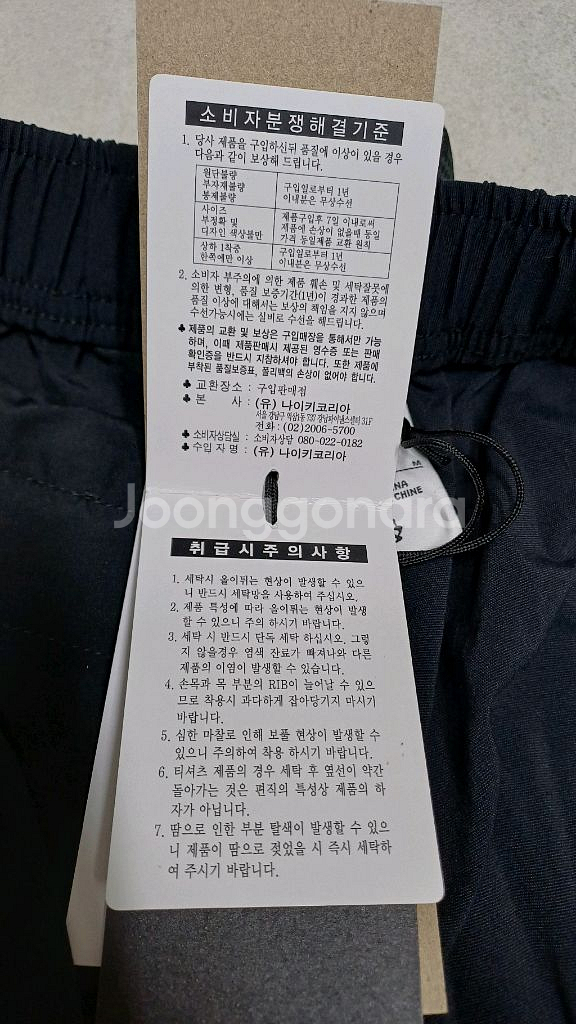 소비자분쟁해결기준
1. 당사 제품을 구입하신뒤 품질에 이상이 있을 경우
다음과 같이 보상해 드립니다.
원단불량
부자재불량
봉제불량
구입일로부터 1년
이내분은 무상수선
사이즈
부정확 및
디자인 색상불만
제품구입후 7일 이내로써
제품에 손상이 없을때 동일
가격 동일제품 교환 원칙
상하 1착중
한쪽에만 이상
구입일로부터 1년
이내분은 무상수선
2. 소비자 부주의에 의한 제품 훼손 및 세탁잘못에
의한 변형, 품질 보증기간(1년)이 경과한 제품의
품질 이상에 대해서는 보상의 책임을 지지 않으며
수선가능시에는 실비로 수선을 해드립니다.
♣ 제품의 교환 및 보상은 구입매장을 통해서만 가능
하며, 이때 제품판매시 제공된 영수증 또는 판매
확인증을 반드시 지참하셔야 합니다. 또한 제품에
부착된 품질보증표, 폴리백의 손상이 없어야 합니다.
♣ 교환장소 : 구입판매점
♣ 본 사 : (유) 나이키코리아
서울 강남구 역삼1동 737 강남파이낸스센터 31F
전화 : (02)2006-5700
♣ 소비자상담실 : 소비자상담 080-022-0182
♣ 수입자명 : (유) 나이키코리아
M
CHINE
Joonggonara
취급시주의사항
1. 세탁시 올이튀는 현상이 발생할 수 있으
니 반드시 세탁망을 사용하여 주십시오.
2. 제품 특성에 따라 올이튀는 현상이 발생
할 수 있으니 주의 하시기 바랍니다.
3. 세탁 시 반드시 단독 세탁 하십시오. 그렇
지 않을경우 염색 잔료가 빠져나와 다른
제품의 이염이 발생할 수 있습니다.
4. 손목과 목 부분의 RIB이 늘어날 수 있으
므로 착용시 과다하게 잡아당기지 마시기
바랍니다.
5. 심한 마찰로 인해 보풀 현상이 발생할 수
있으니 주의하여 착용 하시기 바랍니다.
6. 티셔츠 제품의 경우 세탁 후 옆선이 약간
돌아가는 것은 편직의 특성상 제품의 하
자가 아닙니다.
7. 땀으로 인한 부분 탈색이 발생할 수 있으
니 제품이 땀으로 젖었을 시 즉시 세탁하
여 주시기 바랍니다.